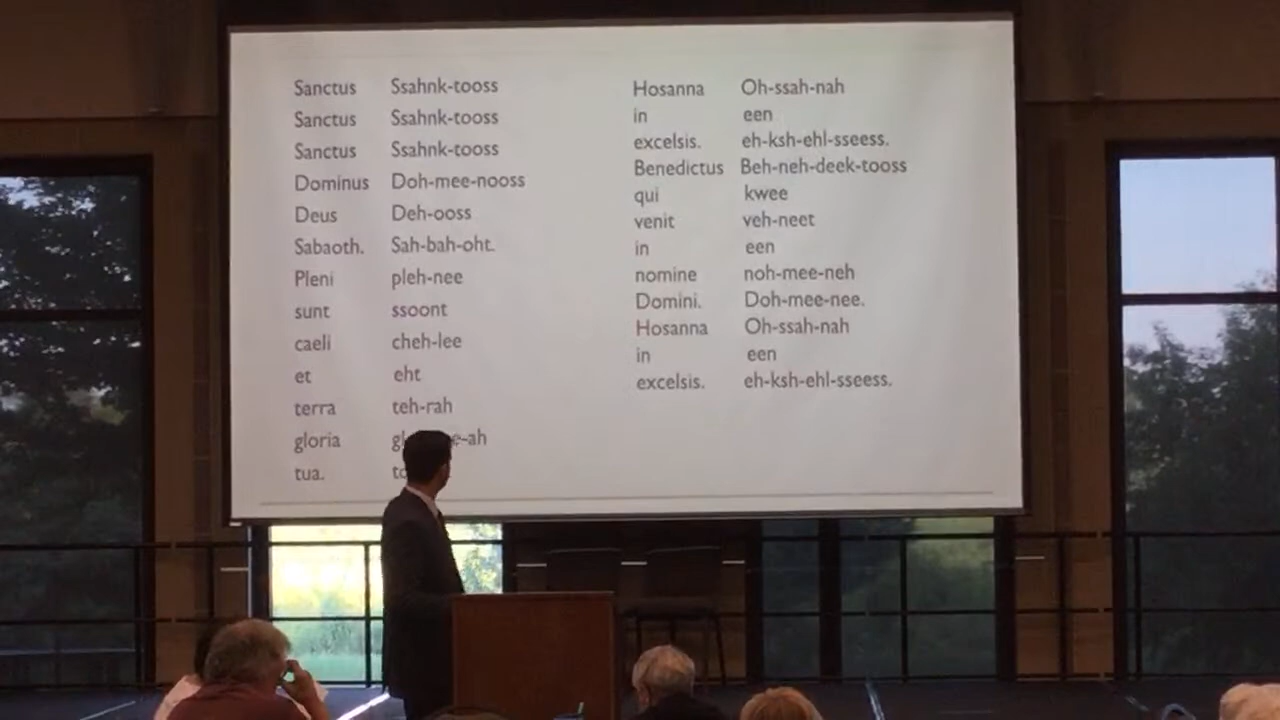 Sanctus Ssahnk-tooss
Sanctus Ssahnk-tooss
Sanctus Ssahnk-tooss
Dominus Doh-mee-nooss
Deus Deh-ooss
Sabaoth. Sah-bah-oht.
Pleni pleh-nee
sunt ssoont
caeli cheh-lee
et eht
terra teh-rah
gloria
tua.
Hosanna Oh-ssah-nah
in een
excelsis. eh-ksh-ehl-sseess.
Benedictus Beh-neh-deek-tooss
qui kwee
venit veh-neet
in een
nomine noh-mee-neh
Domini. Doh-mee-nee.
Hosanna Oh-ssah-nah
in een
excelsis. eh-ksh-ehl-sseess.